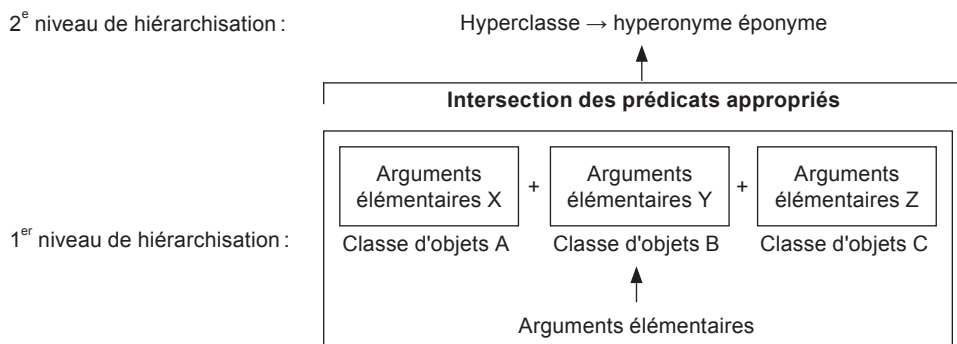 2e niveau de hiérarchisation :
Hyperclasse → hyperonyme éponyme
Intersection des prédicats appropriés
Arguments
élémentaires X
+
Arguments
élémentaires Y
+
Arguments
élémentaires Z
1er niveau de hiérarchisation :
Classe d'objets A
Classe d'objets B
Classe d'objets C
Arguments élémentaires